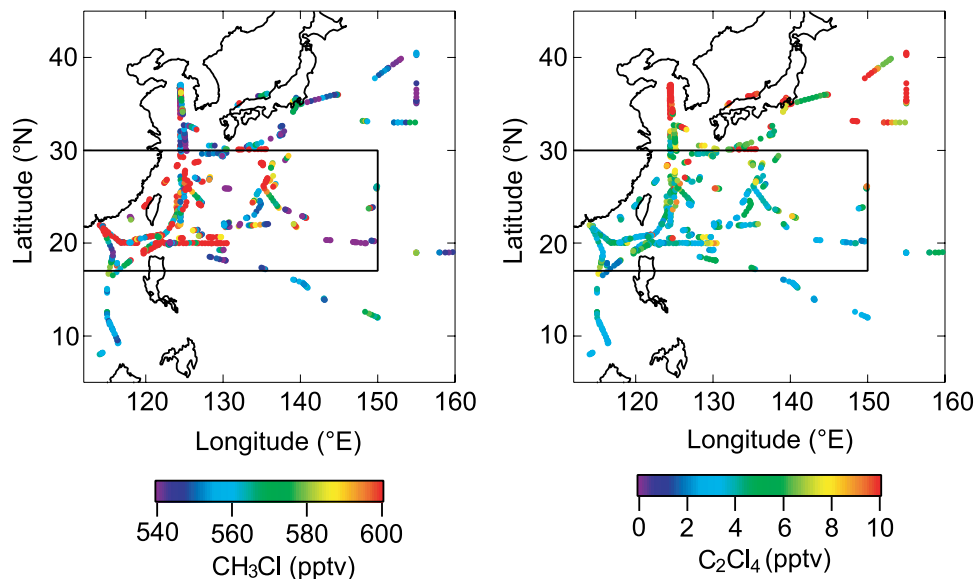 40
30
20
10
Latitude (°N)
120 130 140 150 160
Longitude (°E)
540 560 580 600
CH₃Cl (pptv)
40
30
20
10
Latitude (°N)
120 130 140 150 160
Longitude (°E)
0 2 4 6 8 10
C₂Cl₄ (pptv)